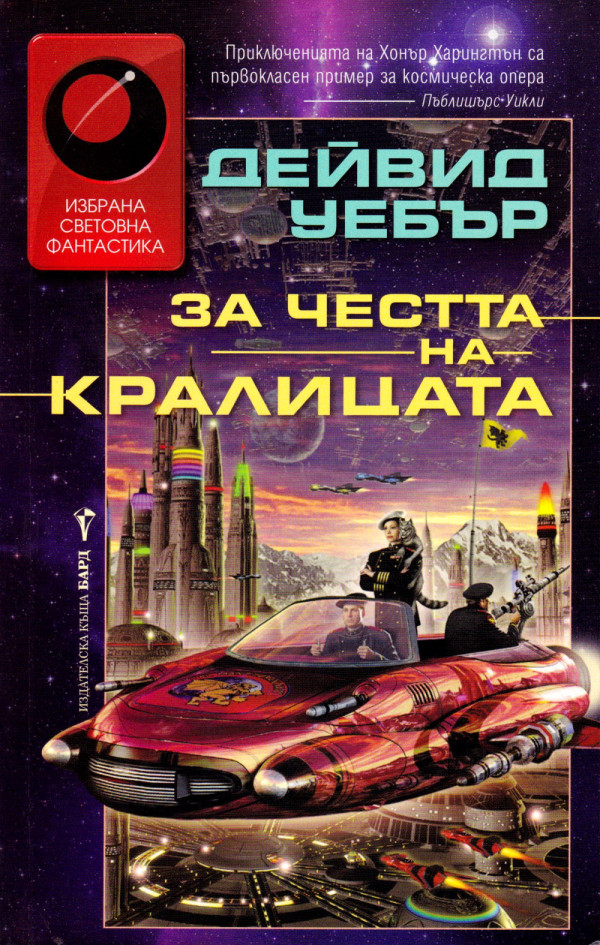 Приключенията на Хонър Харингтън са
първокласен пример за космическа опера
Пъблишърс Уикли
ИЗБРАНА
СВЕТОВНА
ФАНТАСТИКА
ДЕЙВИД
УЕБЪР
ЗА ЧЕСТТА
НА
КРАЛИЦАТА
ИЗДАТЕЛСКА КЪЩА БАРД